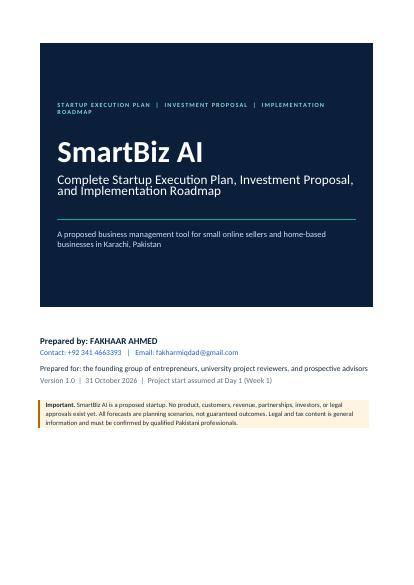 STARTUP EXECUTION PLAN | INVESTMENT PROPOSAL | IMPLEMENTATION
ROADMAP
SmartBiz AI
Complete Startup Execution Plan, Investment Proposal,
and Implementation Roadmap
A proposed business management tool for small online sellers and home-based
businesses in Karachi, Pakistan
Prepared by: FAKHAAR AHMED
Contact: +92 341 4663393 | Email: fakharmiqdad@gmail.com
Prepared for: the founding group of entrepreneurs, university project reviewers, and prospective advisors
Version 1.0 | 31 October 2026 | Project start assumed at Day 1 (Week 1)
Important. SmartBiz AI is a proposed startup. No product, customers, revenue, partnerships, investors, or legal
approvals exist yet. All forecasts are planning scenarios, not guaranteed outcomes. Legal and tax content is general
information and must be confirmed by qualified Pakistani professionals.